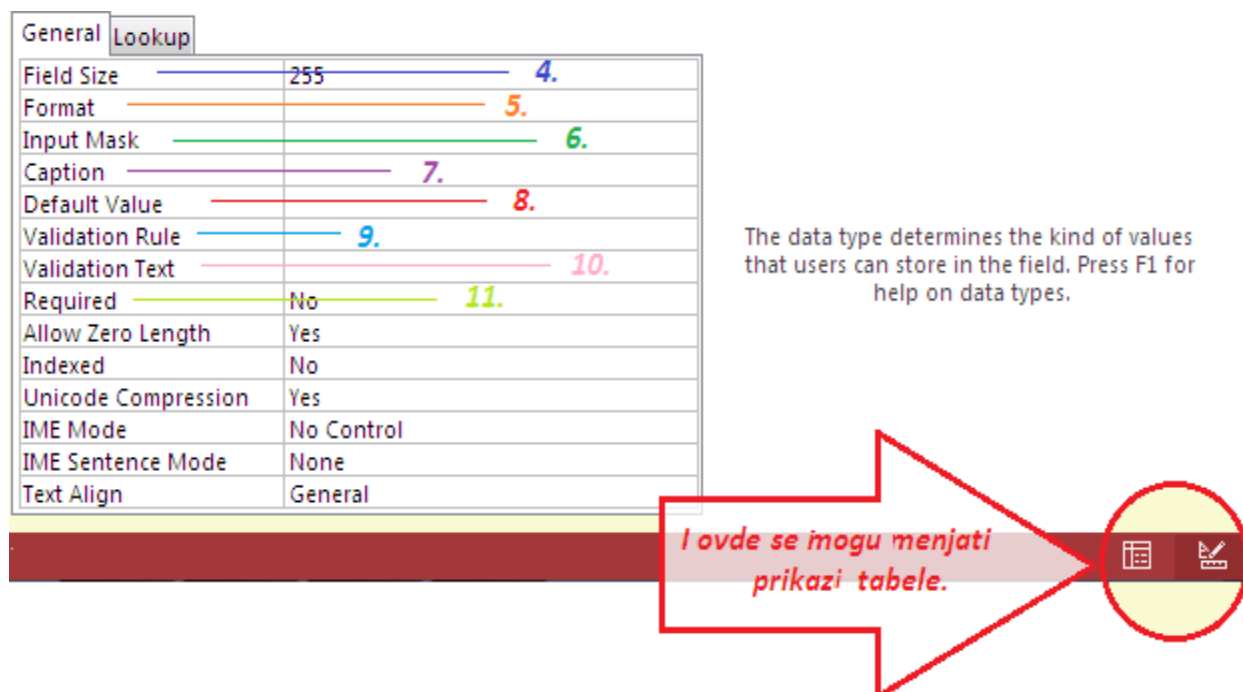 General Lookup
Field Size 255 4.
Format 5.
Input Mask 6.
Caption 7.
Default Value 8.
Validation Rule 9.
Validation Text 10.
Required No 11.
Allow Zero Length Yes
Indexed No
Unicode Compression Yes
IME Mode No Control
IME Sentence Mode None
Text Align General
The data type determines the kind of values
that users can store in the field. Press F1 for
help on data types.
I ovde se mogu menjati
prikazi tabele.